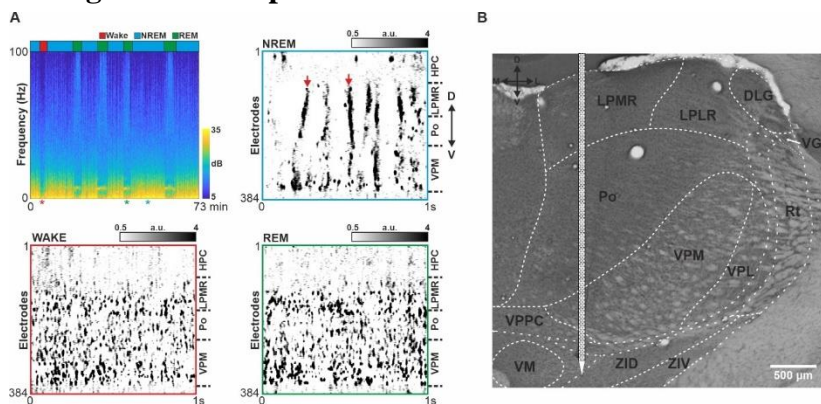 A
Wake NREM REM
100
Frequency (Hz)
0
0 73 min
35
dB
5
* * *
NREM
0.5 a.u. 4
1
Electrodes
384
0 1s
HPC
LPMR
Po
VPM
D
V
WAKE
0.5 a.u. 4
1
Electrodes
384
0 1s
HPC
LPMR
Po
VPM
REM
0.5 a.u. 4
1
Electrodes
384
0 1s
HPC
LPMR
Po
VPM
B
D
M L
V
LPMR
LPLR
DLG
VG
Po
Rt
VPM
VPL
VPPC
VM
ZID
ZIV
500 µm